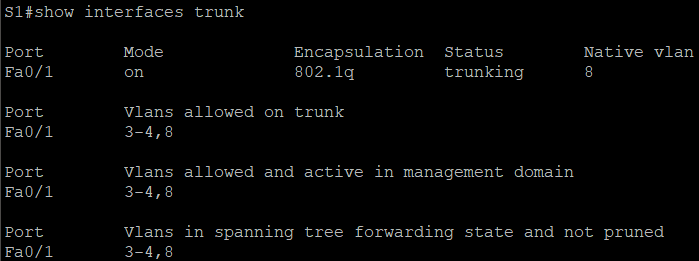 S1#show interfaces trunk
Port Mode Encapsulation Status Native vlan
Fa0/1 on 802.1q trunking 8
Port Vlans allowed on trunk
Fa0/1 3-4,8
Port Vlans allowed and active in management domain
Fa0/1 3-4,8
Port Vlans in spanning tree forwarding state and not pruned
Fa0/1 3-4,8